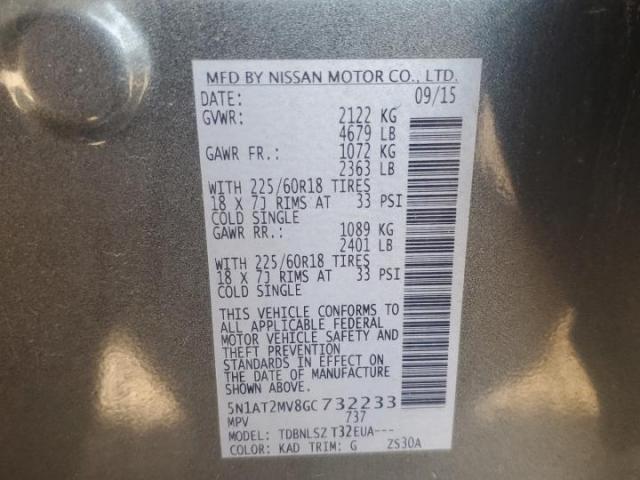 MFD BY NISSAN MOTOR CO., LTD.
DATE: 09/15
GVWR: 2122 KG
4679 LB
GAWR FR.: 1072 KG
2363 LB
WITH 225/60R18 TIRES
18 X 7J RIMS AT 33 PSI
COLD SINGLE
GAWR RR.: 1089 KG
2401 LB
WITH 225/60R18 TIRES
18 X 7J RIMS AT 33 PSI
COLD SINGLE
THIS VEHICLE CONFORMS TO
ALL APPLICABLE FEDERAL
MOTOR VEHICLE SAFETY AND
THEFT PREVENTION
STANDARDS IN EFFECT ON
THE DATE OF MANUFACTURE
SHOWN ABOVE.
5N1AT2MV8GC732233
MPV 737
MODEL: TDBNLSZ T32EUA---
COLOR: KAD TRIM: G ZS30A